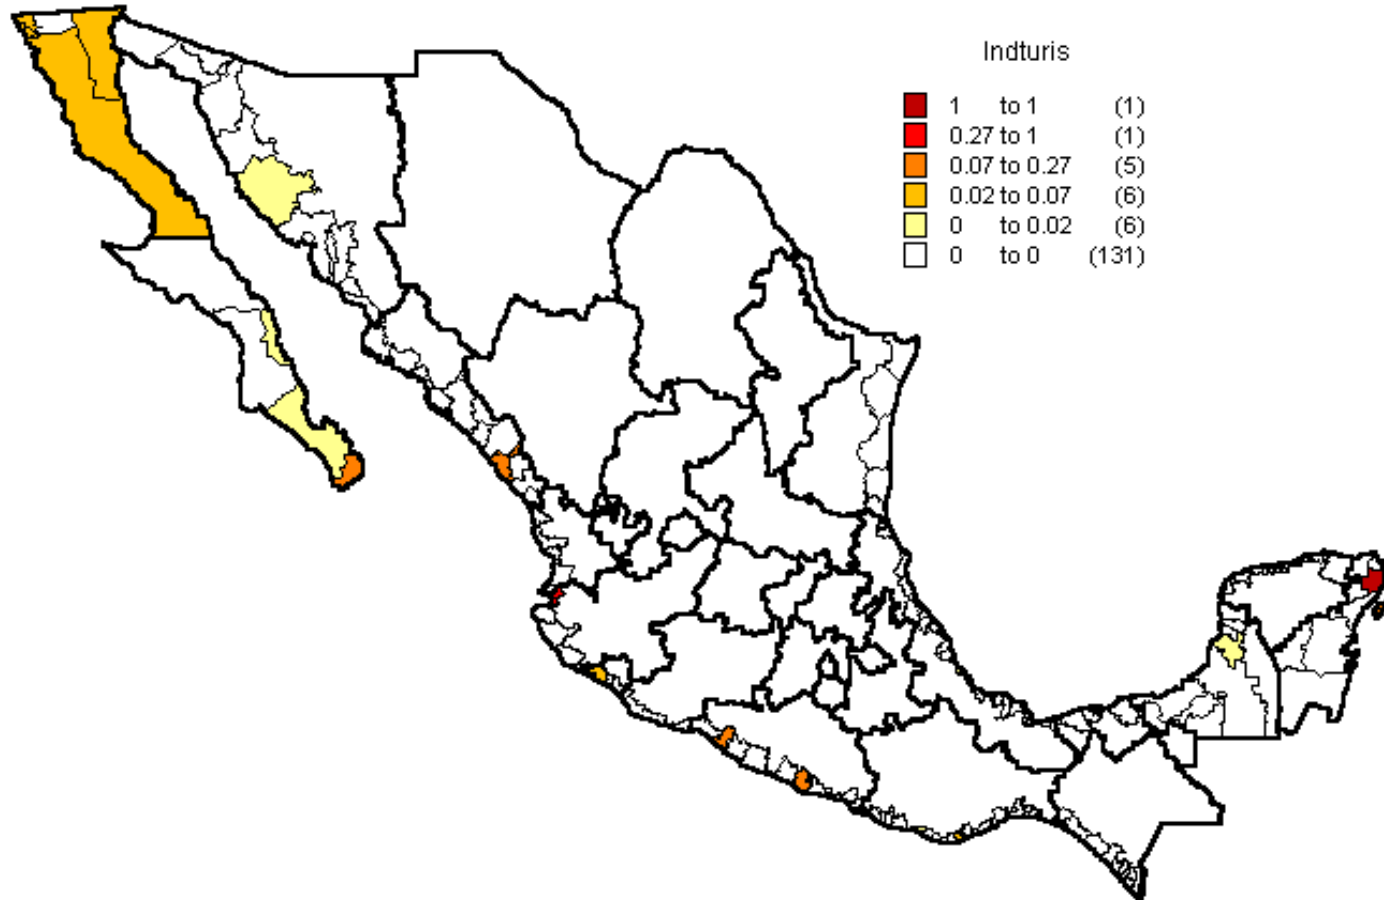 Indturis
1 to 1 (1)
0.27 to 1 (1)
0.07 to 0.27 (5)
0.02 to 0.07 (6)
0 to 0.02 (6)
0 to 0 (131)